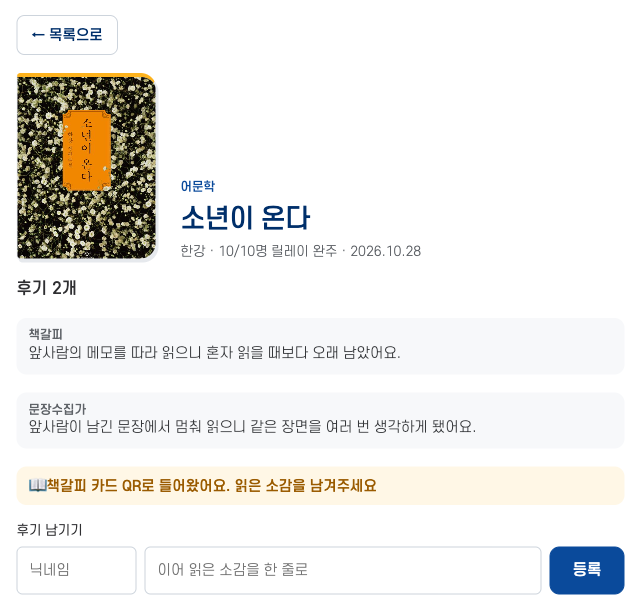 ← 목록으로
소년이 온다
어문학
소년이 온다
한강 · 10/10명 릴레이 완주 · 2026.10.28
후기 2개
책갈피
앞사람의 메모를 따라 읽으니 혼자 읽을 때보다 오래 남았어요.
문장수집가
앞사람이 남긴 문장에서 멈춰 읽으니 같은 장면을 여러 번 생각하게 됐어요.
📖책갈피 카드 QR로 들어왔어요. 읽은 소감을 남겨주세요
후기 남기기
닉네임
이어 읽은 소감을 한 줄로
등록